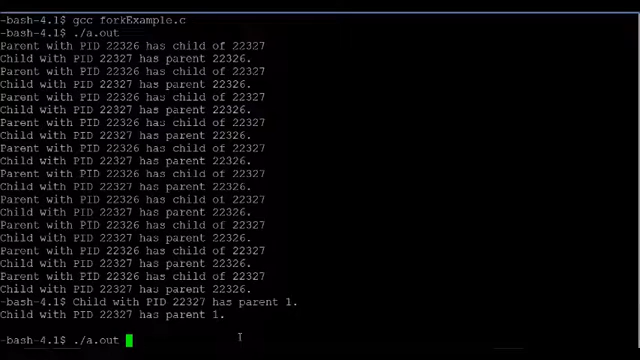 -bash-4.1$ gcc forkExample.c
-bash-4.1$ ./a.out
Parent with PID 22326 has child of 22327
Child with PID 22327 has parent 22326.
Parent with PID 22326 has child of 22327
Child with PID 22327 has parent 22326.
Parent with PID 22326 has child of 22327
Child with PID 22327 has parent 22326.
Parent with PID 22326 has child of 22327
Child with PID 22327 has parent 22326.
Parent with PID 22326 has child of 22327
Child with PID 22327 has parent 22326.
Parent with PID 22326 has child of 22327
Child with PID 22327 has parent 22326.
Parent with PID 22326 has child of 22327
Child with PID 22327 has parent 22326.
Parent with PID 22326 has child of 22327
Child with PID 22327 has parent 22326.
Parent with PID 22326 has child of 22327
Child with PID 22327 has parent 22326.
Parent with PID 22326 has child of 22327
Child with PID 22327 has parent 22326.
-bash-4.1$ Child with PID 22327 has parent 1.
Child with PID 22327 has parent 1.
-bash-4.1$ ./a.out